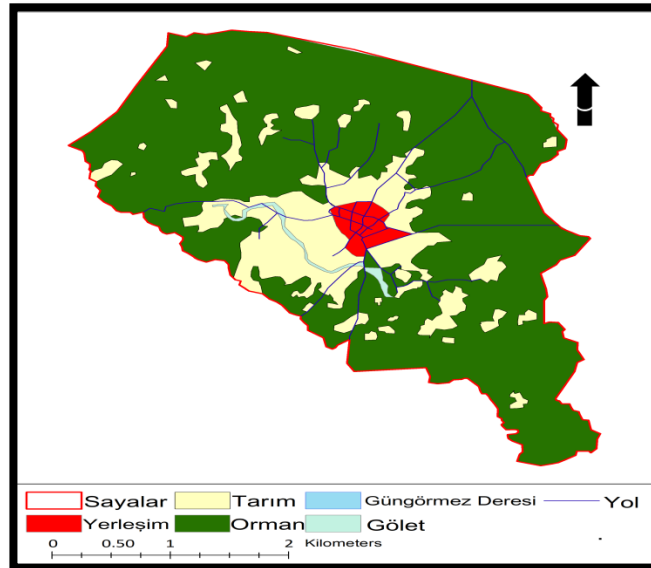 Sayalar Tarım Güngörmez Deresi Yol
Yerleşim Orman Gölet
0 0.50 1 2 Kilometers